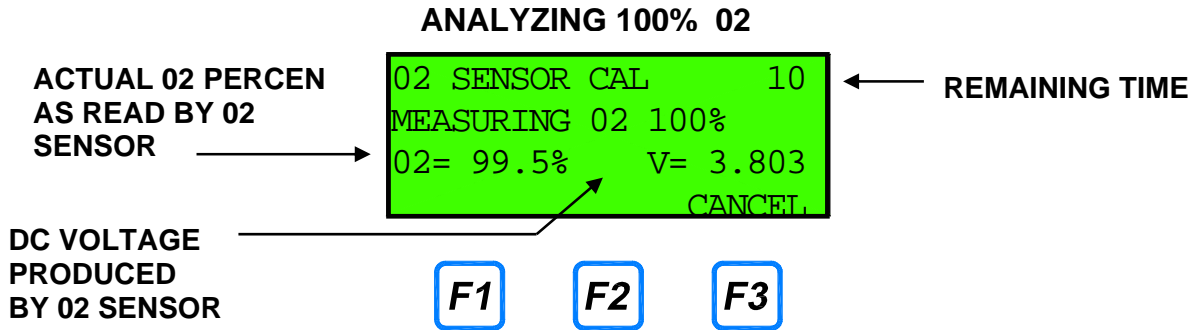 ANALYZING 100% 02
ACTUAL 02 PERCEN
AS READ BY 02
SENSOR
02 SENSOR CAL 10
MEASURING 02 100%
02= 99.5% V= 3.803
CANCEL
REMAINING TIME
DC VOLTAGE
PRODUCED
BY 02 SENSOR
F1 F2 F3